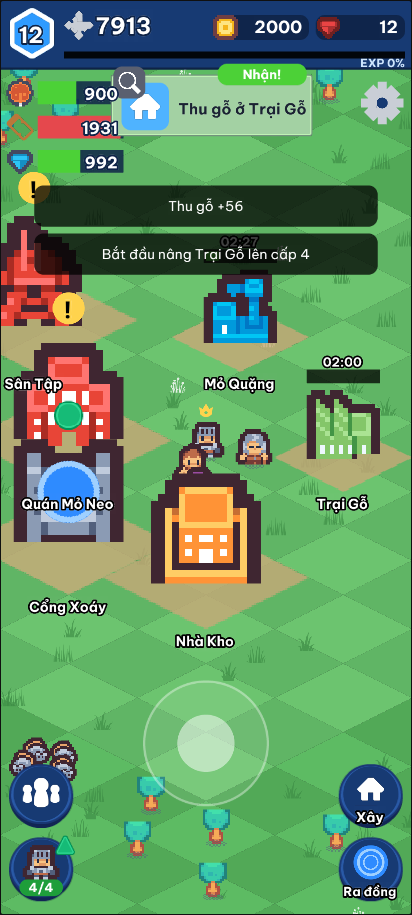 12
7913
2000
12
EXP 0%
Nhận!
900
Thu gỗ ở Trại Gỗ
1931
992
!
Thu gỗ +56
02:27
Bắt đầu nâng Trại Gỗ lên cấp 4
!
02:00
Sân Tập
Mỏ Quặng
Quán Mỏ Neo
Trại Gỗ
Cổng Xoáy
Nhà Kho
Xây
4/4
Ra đồng